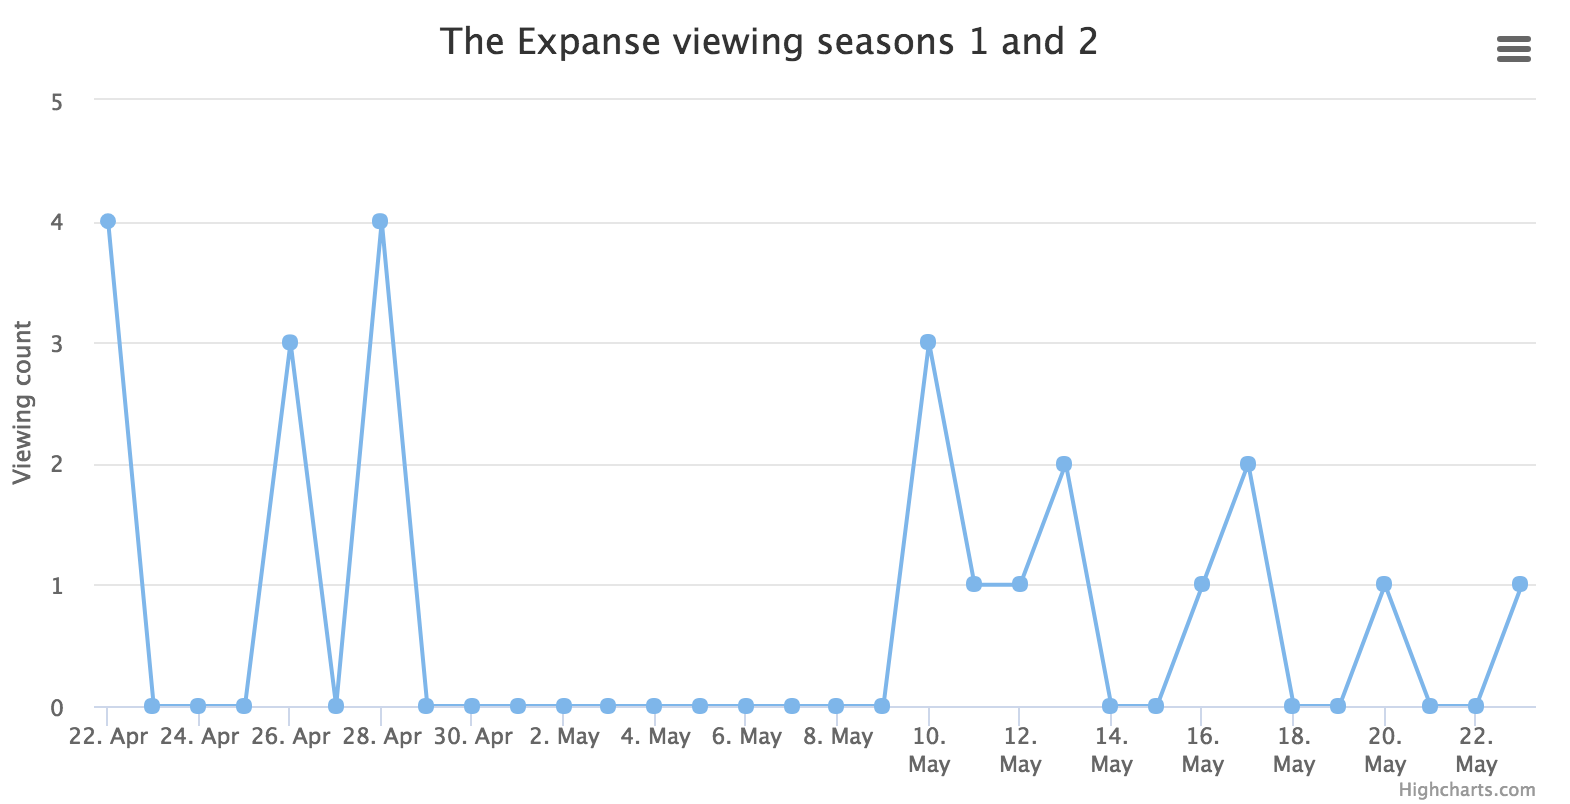 The Expanse viewing seasons 1 and 2
5
4
3
2
1
0
Viewing count
22. Apr 24. Apr 26. Apr 28. Apr 30. Apr 2. May 4. May 6. May 8. May 10. May 12. May 14. May 16. May 18. May 20. May 22. May
Highcharts.com